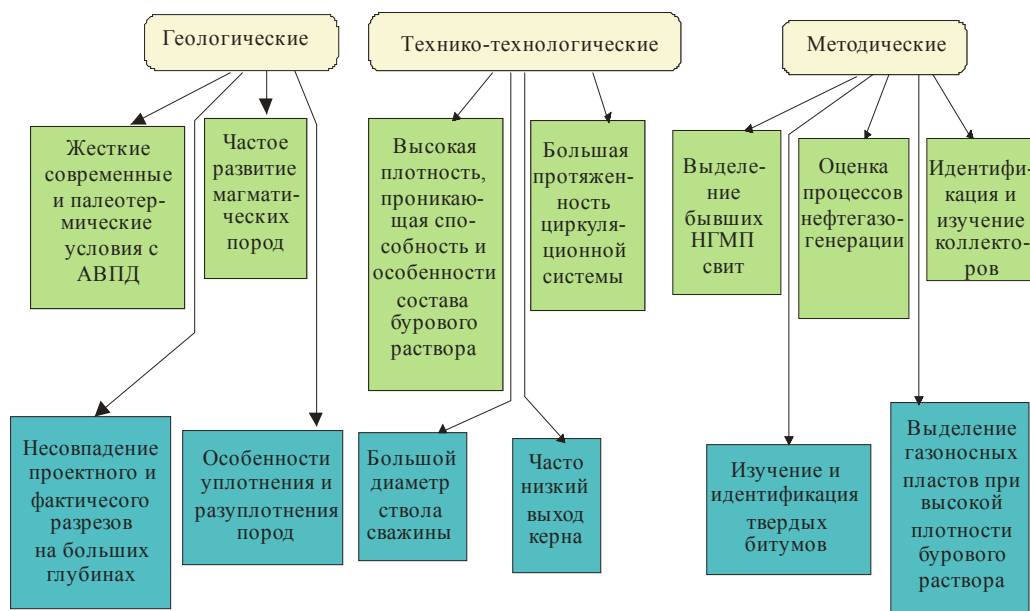 Геологические
Технико-технологические
Методические
Жесткие
современные
и палеотер-
мические
условия с
АВПД
Частое
развитие
магмати-
ческих
пород
Высокая
плотность,
проникаю-
щая спо-
собность и
особенности
состава
бурового
раствора
Большая
протяжен-
ность
циркуля-
ционной
системы
Выделе-
ние
бывших
НГМП
свит
Оценка
процессов
нефтегазо-
генерации
Идентифи-
кация и
изучение
коллекто-
ров
Несовпадение
проектного и
фактичесого
разрезов
на больших
глубинах
Особенности
уплотнения и
разуплотнения
пород
Большой
диаметр
ствола
сважины
Часто
низкий
выход
керна
Изучение и
идентификация
твердых
битумов
Выделение
газоносных
пластов при
высокой
плотности
бурового
раствора